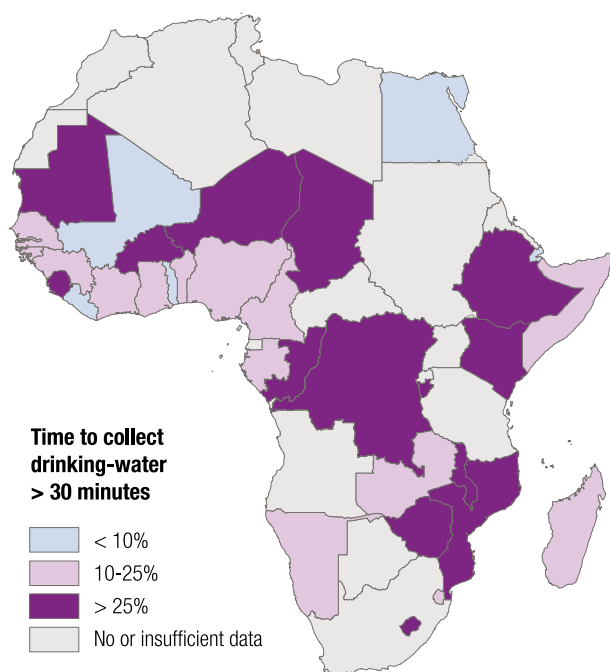 Time to collect
drinking-water
> 30 minutes
< 10%
10-25%
> 25%
No or insufficient data